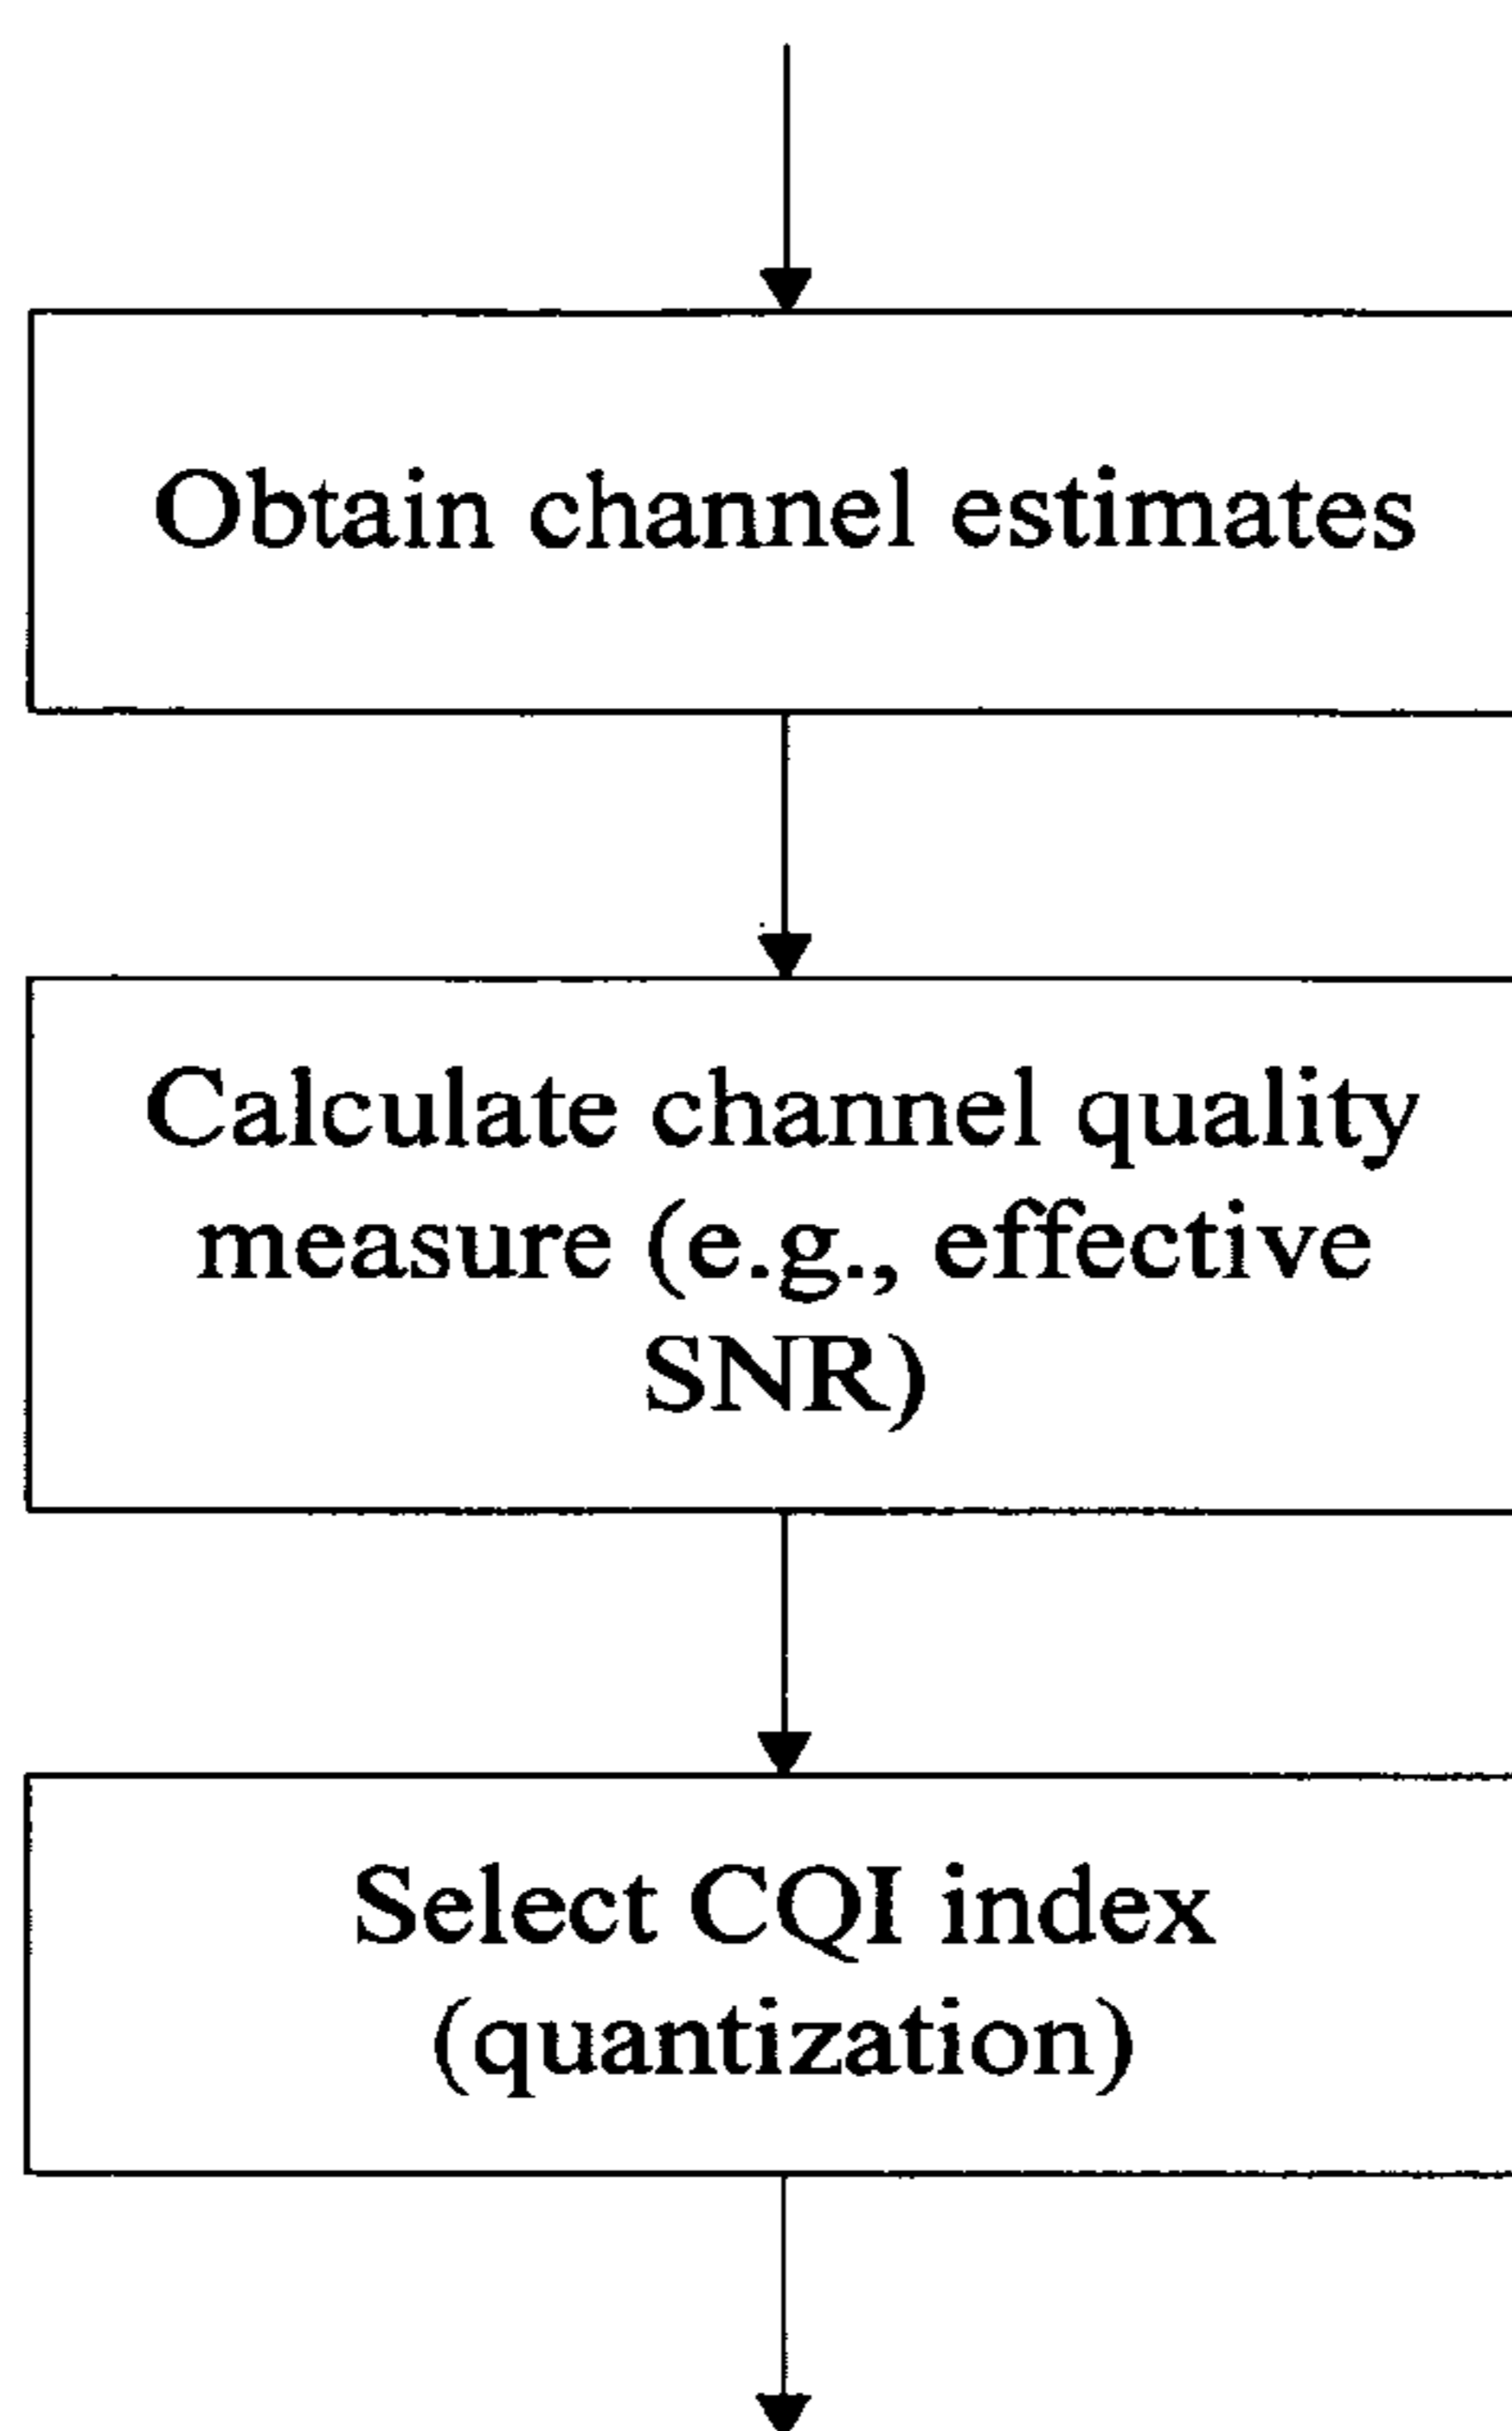 Obtain channel estimates
Calculate channel quality
measure (e.g., effective
SNR)
Select CQI index
(quantization)